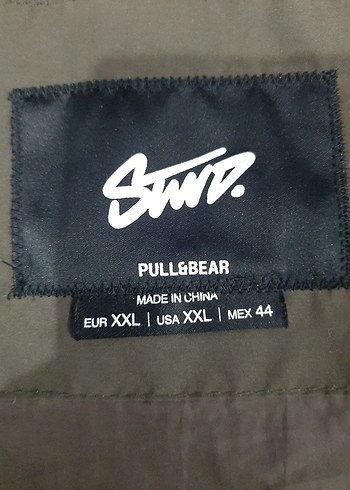 STWD.
PULL&BEAR
MADE IN CHINA
EUR XXL | USA XXL | MEX 44